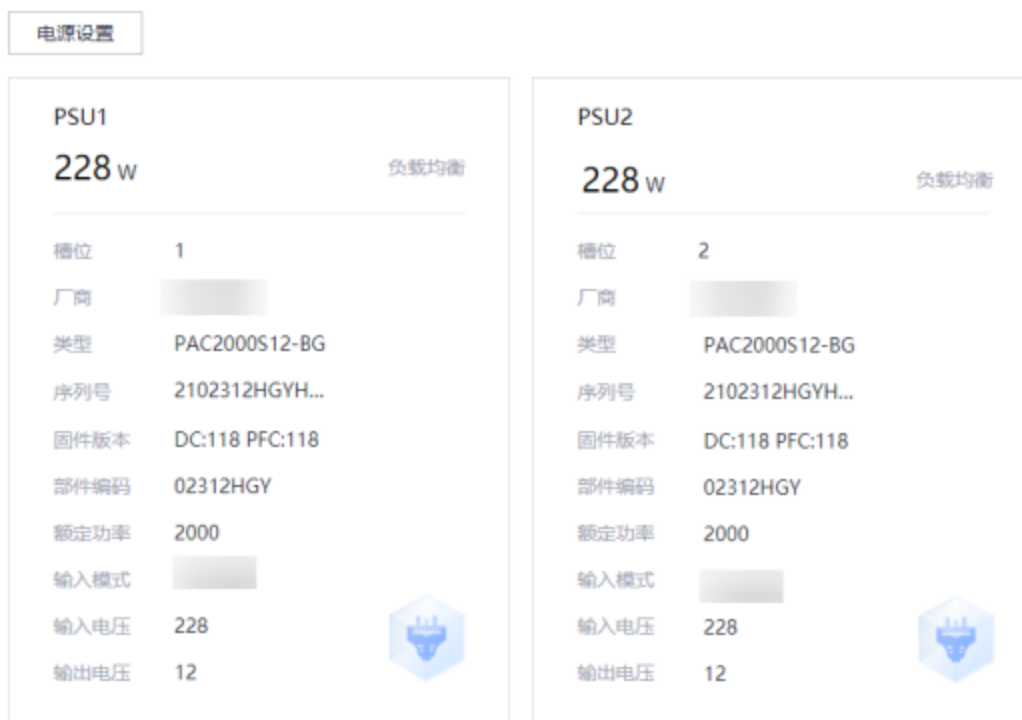 电源设置
PSU1
228 W 负载均衡
槽位 1
厂商
类型 PAC2000S12-BG
序列号 2102312HGYH...
固件版本 DC:118 PFC:118
部件编码 02312HGY
额定功率 2000
输入模式
输入电压 228
输出电压 12
PSU2
228 W 负载均衡
槽位 2
厂商
类型 PAC2000S12-BG
序列号 2102312HGYH...
固件版本 DC:118 PFC:118
部件编码 02312HGY
额定功率 2000
输入模式
输入电压 228
输出电压 12